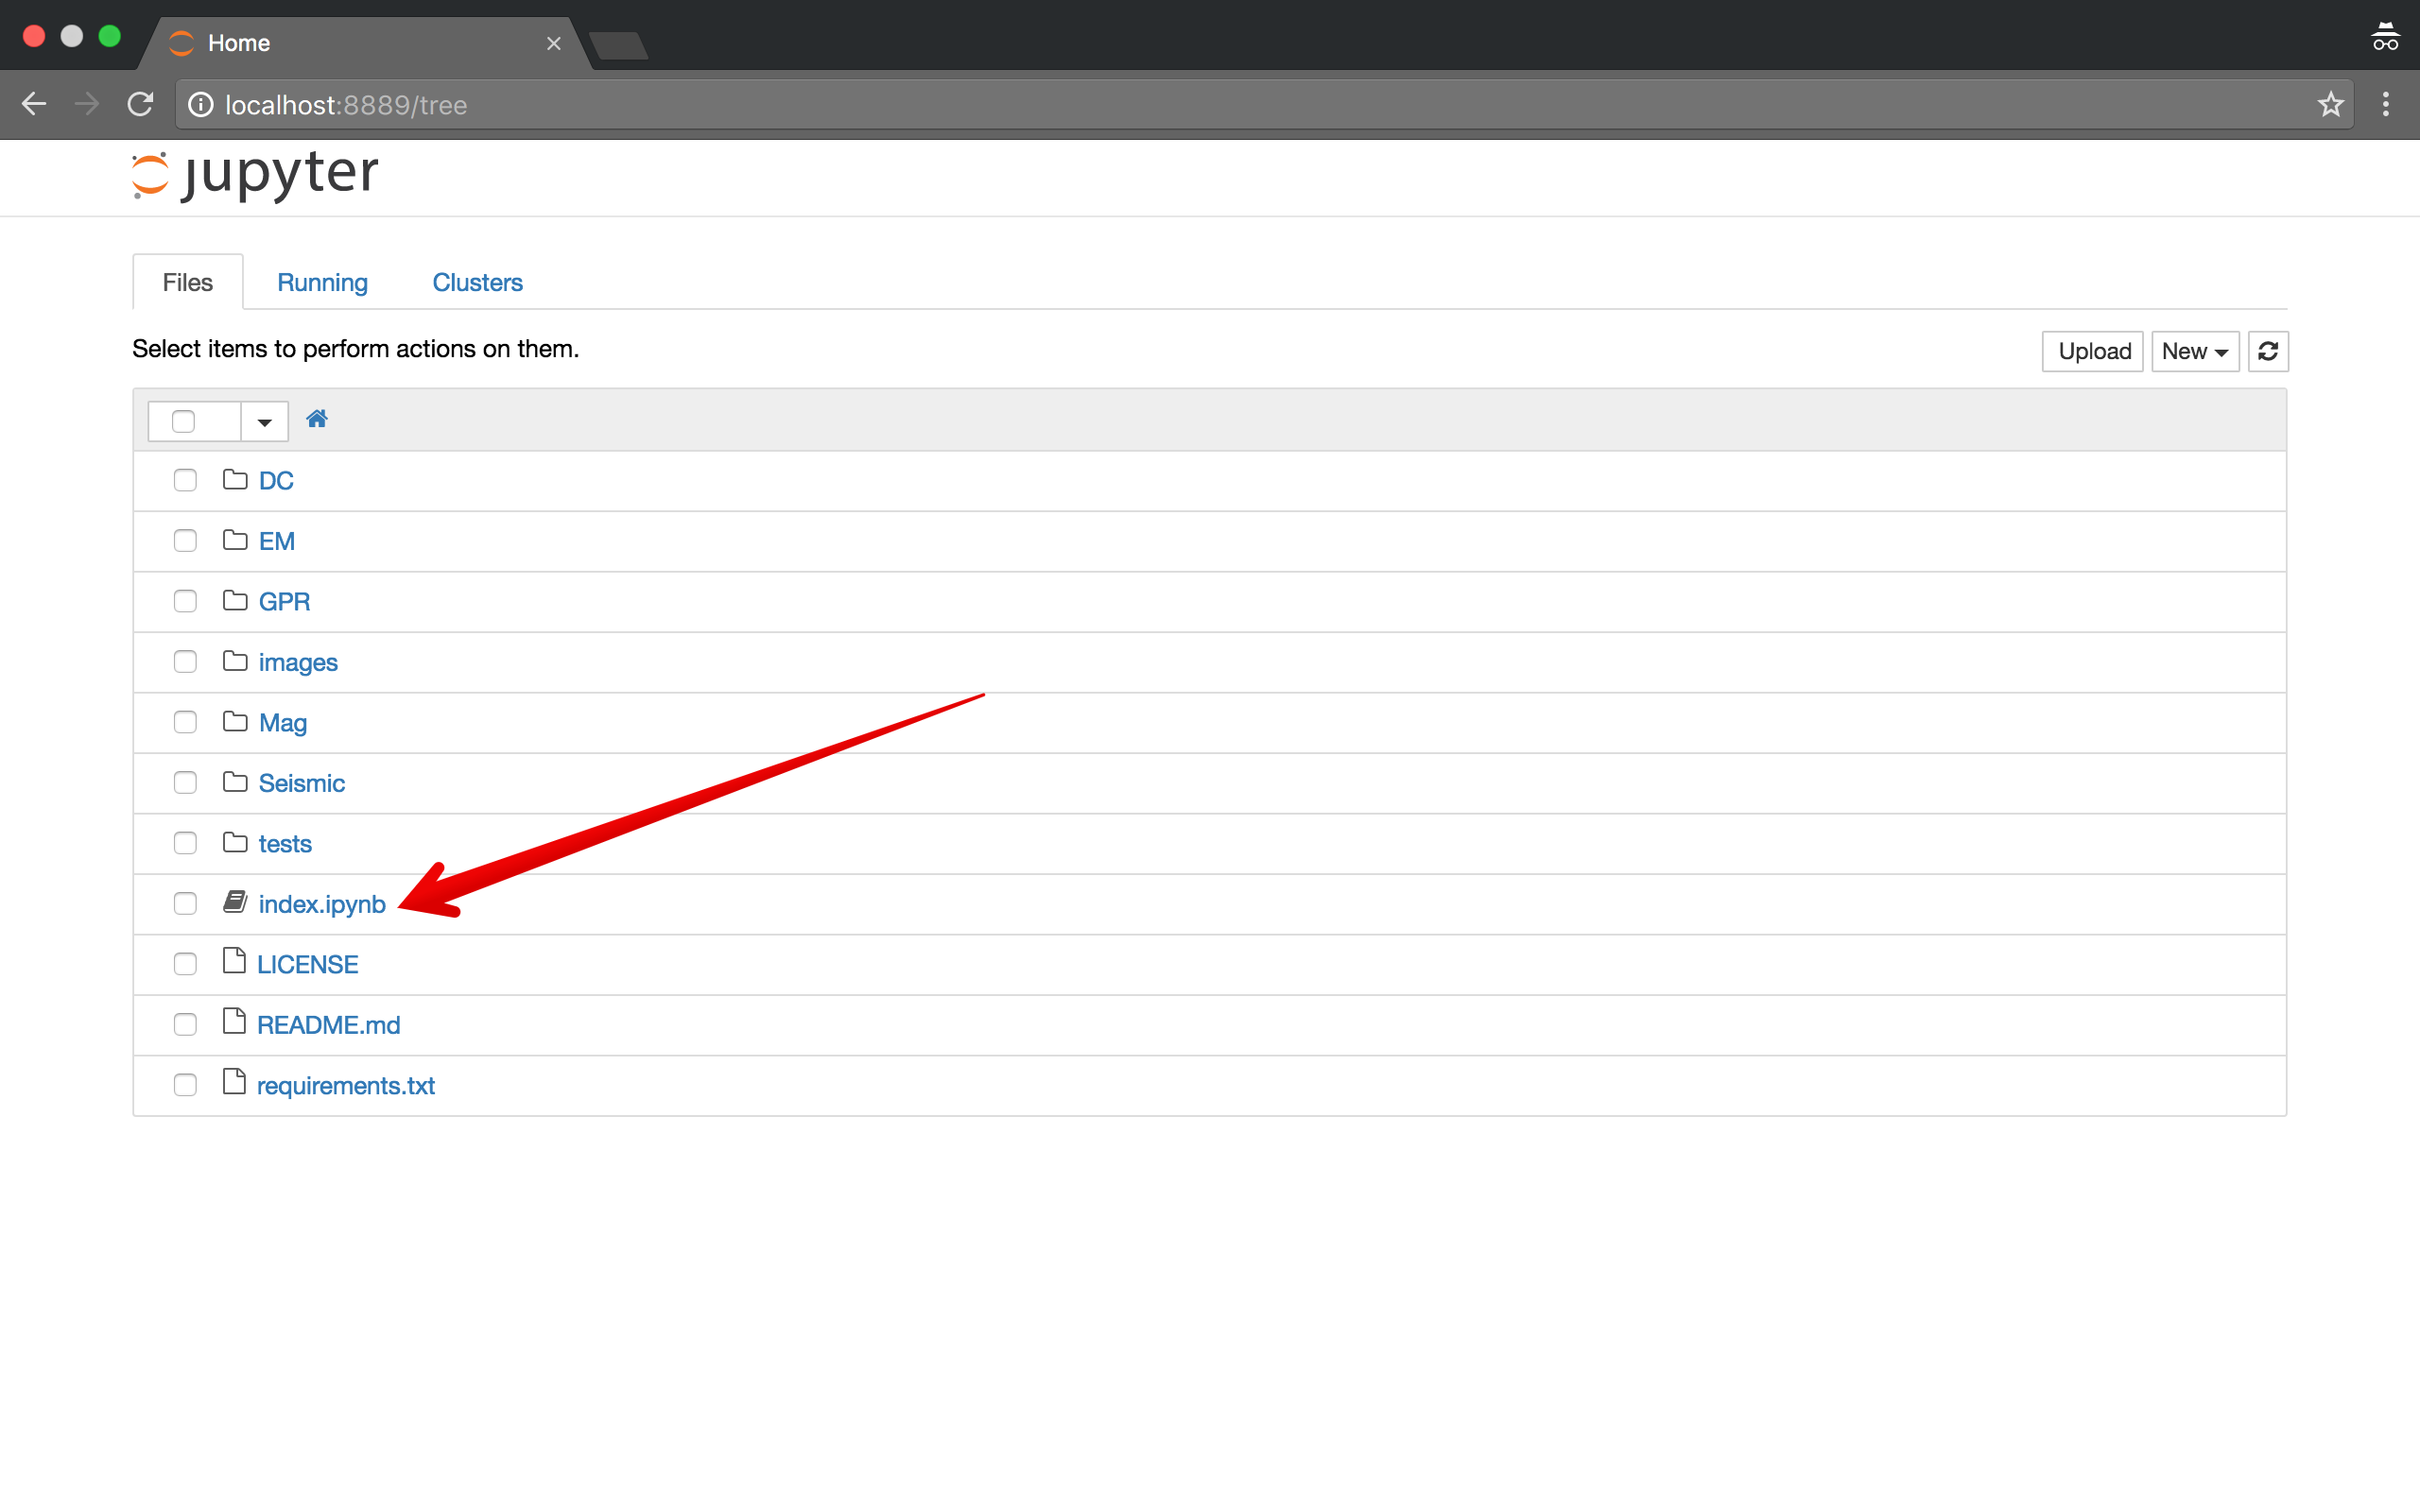 Home
localhost:8889/tree
jupyter
Files Running Clusters
Select items to perform actions on them. Upload New
DC
EM
GPR
images
Mag
Seismic
tests
index.ipynb
LICENSE
README.md
requirements.txt